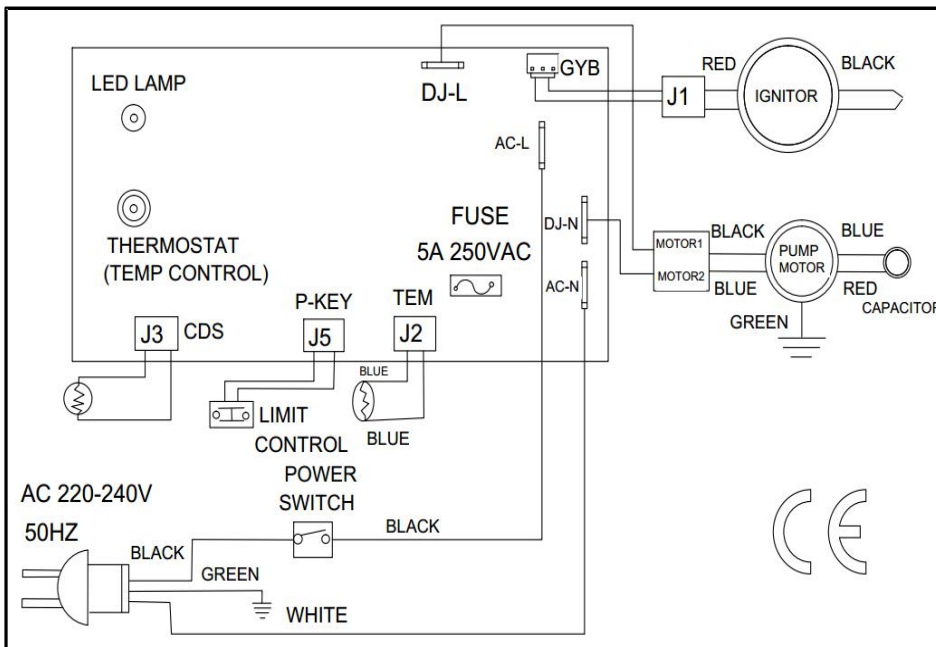 LED LAMP
DJ-L
GYB
RED
BLACK
J1
IGNITOR
AC-L
THERMOSTAT
(TEMP CONTROL)
FUSE
5A 250VAC
DJ-N
AC-N
MOTOR1
MOTOR2
BLACK
BLUE
PUMP
MOTOR
BLUE
RED
CAPACITOR
GREEN
J3
CDS
P-KEY
J5
TEM
J2
BLUE
BLUE
LIMIT
CONTROL
POWER
SWITCH
AC 220-240V
50HZ
BLACK
BLACK
GREEN
WHITE
CE